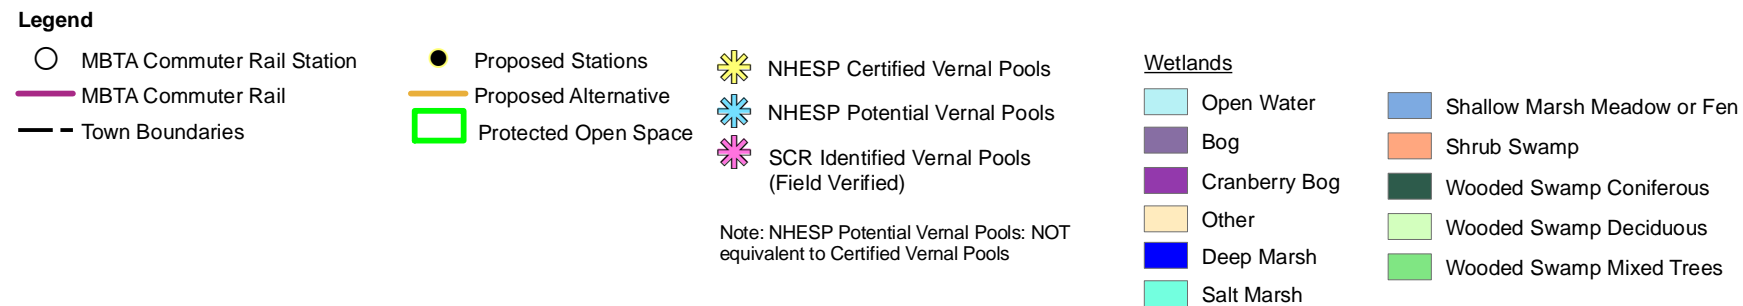 Legend
MBTA Commuter Rail Station
MBTA Commuter Rail
Town Boundaries
Proposed Stations
Proposed Alternative
Protected Open Space
NHESP Certified Vernal Pools
NHESP Potential Vernal Pools
SCR Identified Vernal Pools
(Field Verified)
Note: NHESP Potential Vernal Pools: NOT
equivalent to Certified Vernal Pools
Wetlands
Open Water
Bog
Cranberry Bog
Other
Deep Marsh
Salt Marsh
Shallow Marsh Meadow or Fen
Shrub Swamp
Wooded Swamp Coniferous
Wooded Swamp Deciduous
Wooded Swamp Mixed Trees